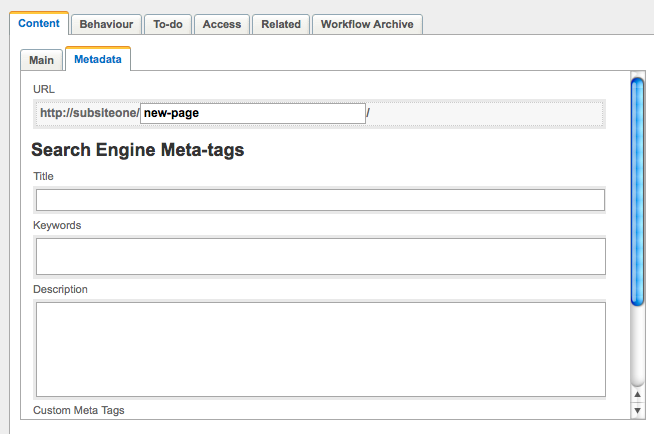 Content Behaviour To-do Access Related Workflow Archive
Main Metadata
URL
http://subsiteone/new-page/
Search Engine Meta-tags
Title
Keywords
Description
Custom Meta Tags